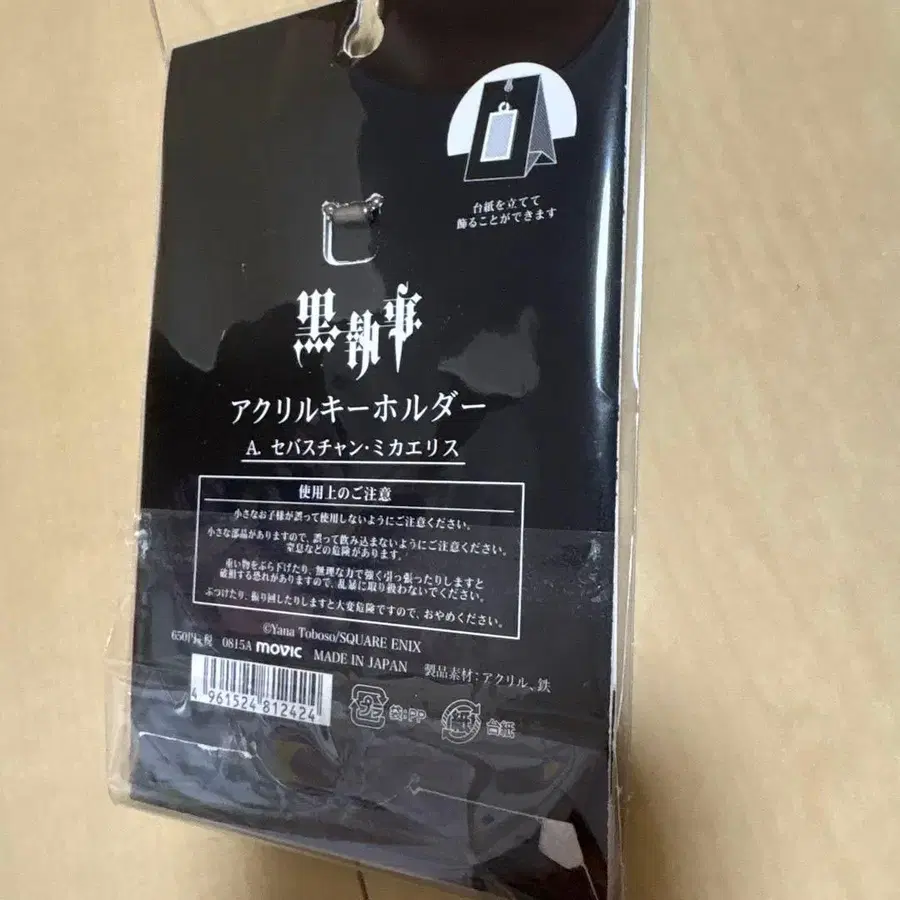 台紙を立てて
飾ることができます
黒執事
アクリルキーホルダー
A. セバスチャン・ミカエリス
使用上のご注意
小さなお子様が誤って使用しないようにご注意ください。
小さな部品がありますので、誤って飲み込まないようにご注意ください。
窒息などの危険があります。
重い物をぶら下げたり、無理な力で強く引っ張ったりしますと
破損する恐れがありますので、乱暴に取り扱わないでください。
ぶつけたり、振り回したりしますと大変危険ですので、おやめください。
©Yana Toboso/SQUARE ENIX
650円+税 0815A movic MADE IN JAPAN 製品素材：アクリル、鉄
4 961524 812424
プラ 袋:PP 紙 台紙